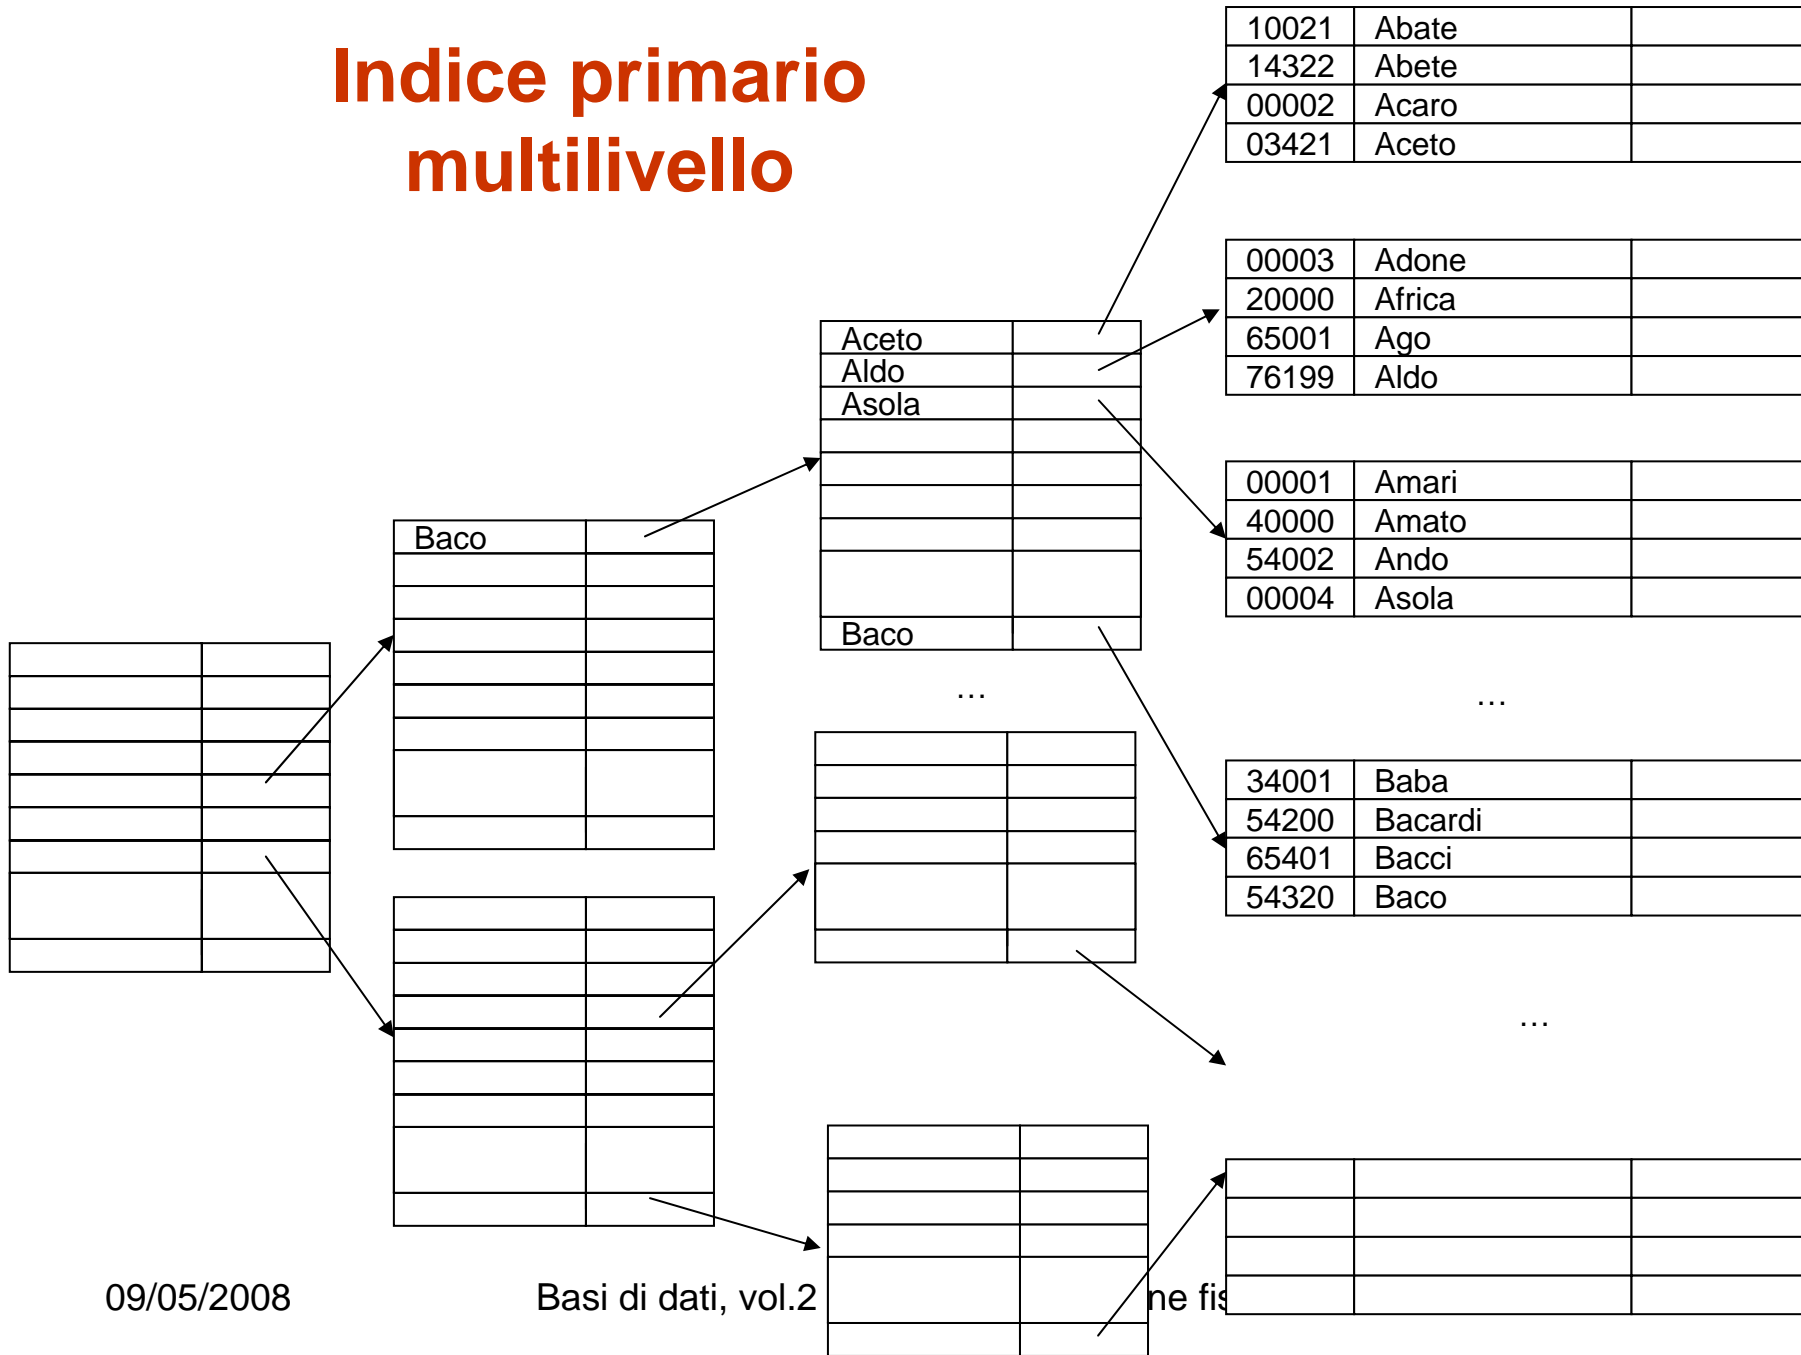 Indice primario
multilivello
10021 Abate
14322 Abete
00002 Acaro
03421 Aceto
00003 Adone
20000 Africa
65001 Ago
76199 Aldo
Aceto
Aldo
Asola
Baco
...
00001 Amari
40000 Amato
54002 Ando
00004 Asola
...
Baco
34001 Baba
54200 Bacardi
65401 Bacci
54320 Baco
...
09/05/2008
Basi di dati, vol.2